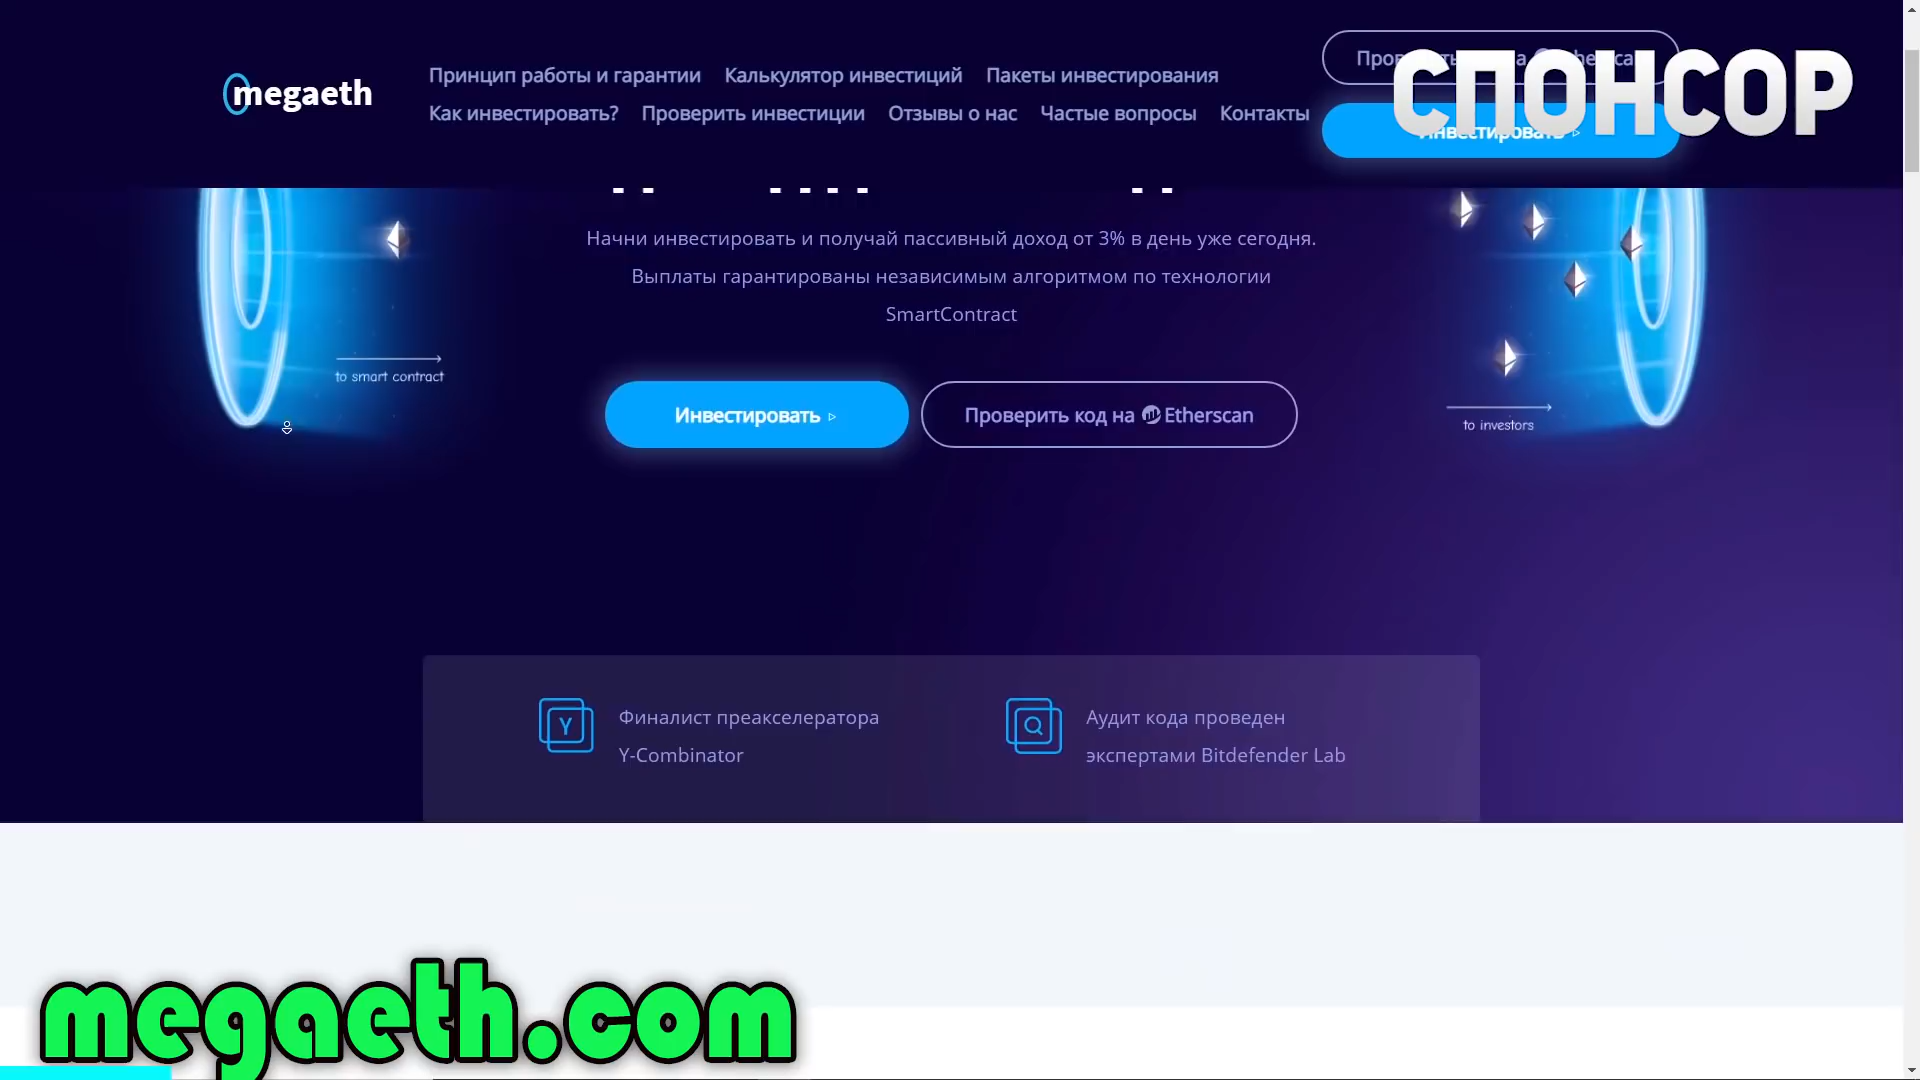 megaeth
Принцип работы и гарантии Калькулятор инвестиций Пакеты инвестирования
Как инвестировать? Проверить инвестиции Отзывы о нас Частые вопросы Контакты
СПОНСОР
Инвестировать
Начни инвестировать и получай пассивный доход от 3% в день уже сегодня.
Выплаты гарантированы независимым алгоритмом по технологии
SmartContract
to smart contract
Инвестировать
Проверить код на Etherscan
to investors
Финалист преакселератора
Y-Combinator
Аудит кода проведен
экспертами Bitdefender Lab
megaeth.com